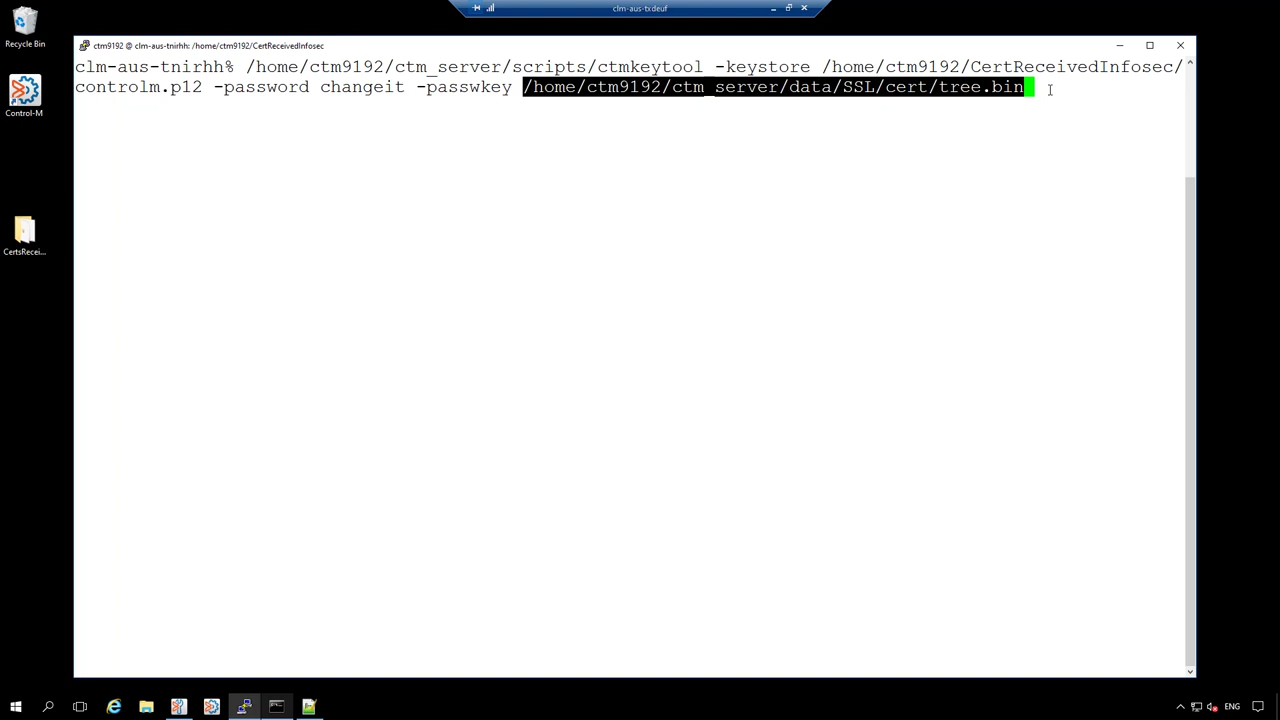 clm-aus-txdeuf
Recycle Bin
Control-M
CertsRecei...
ctm9192 @ clm-aus-tnirhh: /home/ctm9192/CertReceivedInfosec
clm-aus-tnirhh% /home/ctm9192/ctm_server/scripts/ctmkeytool -keystore /home/ctm9192/CertReceivedInfosec/
controlm.p12 -password changeit -passwkey /home/ctm9192/ctm_server/data/SSL/cert/tree.bin
ENG